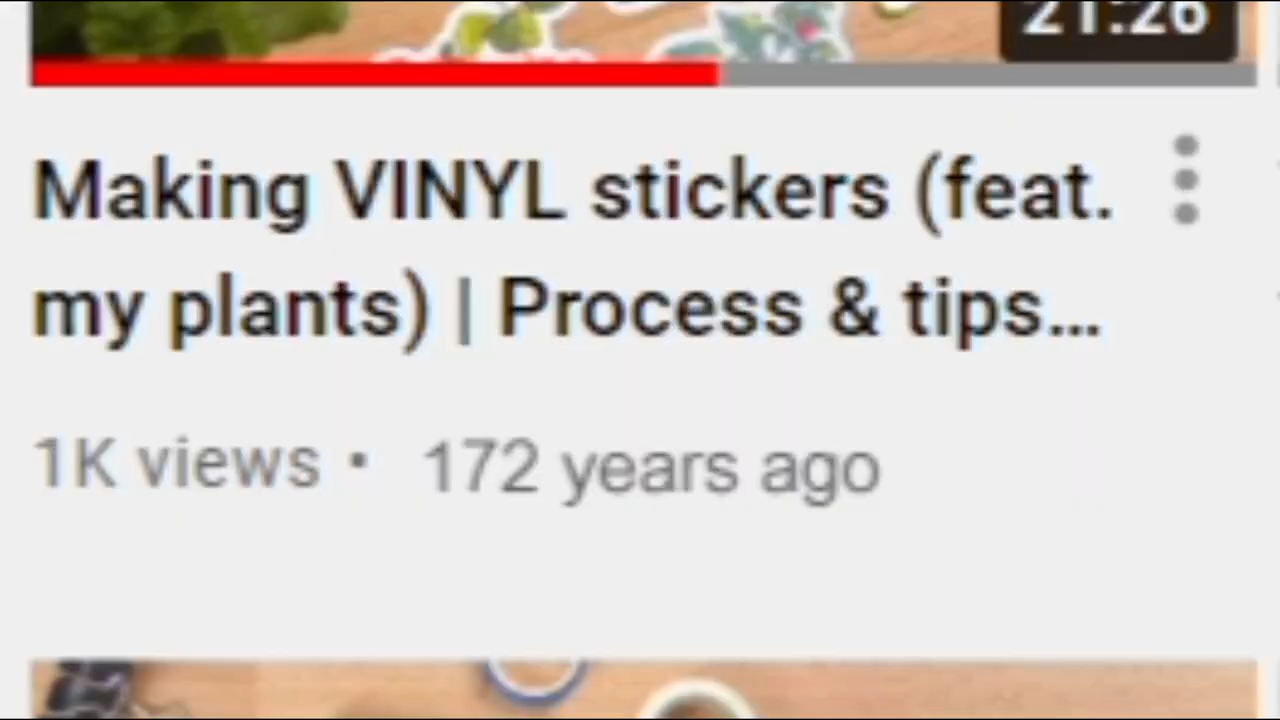 21:26
Making VINYL stickers (feat.
my plants) | Process & tips...
1K views • 172 years ago